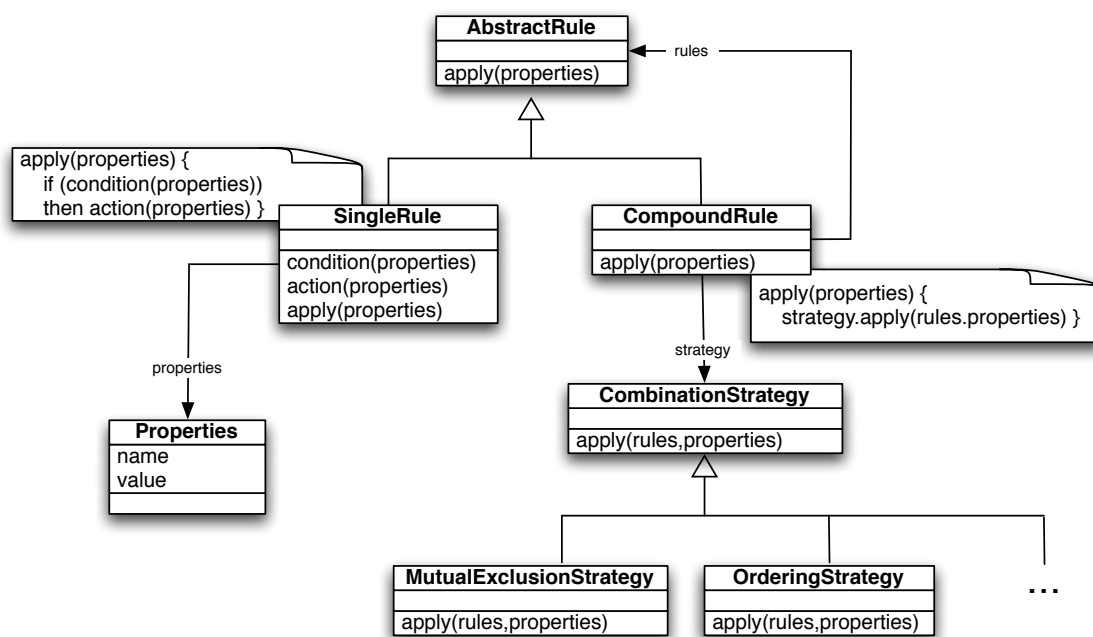 AbstractRule
apply(properties)
rules
apply(properties) {
if (condition(properties))
then action(properties) }
SingleRule
condition(properties)
action(properties)
apply(properties)
CompoundRule
apply(properties)
apply(properties) {
strategy.apply(rules.properties) }
properties
strategy
Properties
name
value
CombinationStrategy
apply(rules,properties)
MutualExclusionStrategy
apply(rules,properties)
OrderingStrategy
apply(rules,properties)
...